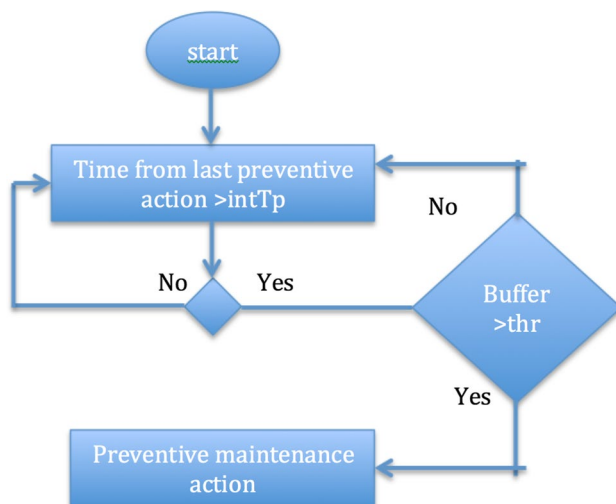 start
Time from last preventive
action >intTp
No
No
Yes
Buffer
>thr
Yes
Preventive maintenance
action